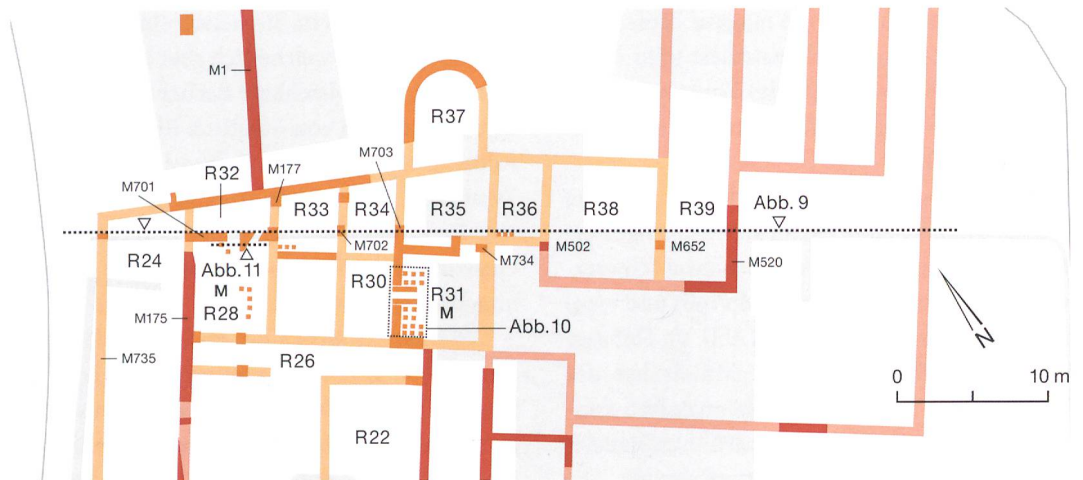 M1
R37
M703
R32
M177
M701
R33
R34
R35
R36
R38
R39
Abb. 9
M702
M502
M652
M734
M520
R24
Abb. 11
M
R28
R30
R31
M
Abb. 10
M175
M735
R26
R22
N
0
10 m